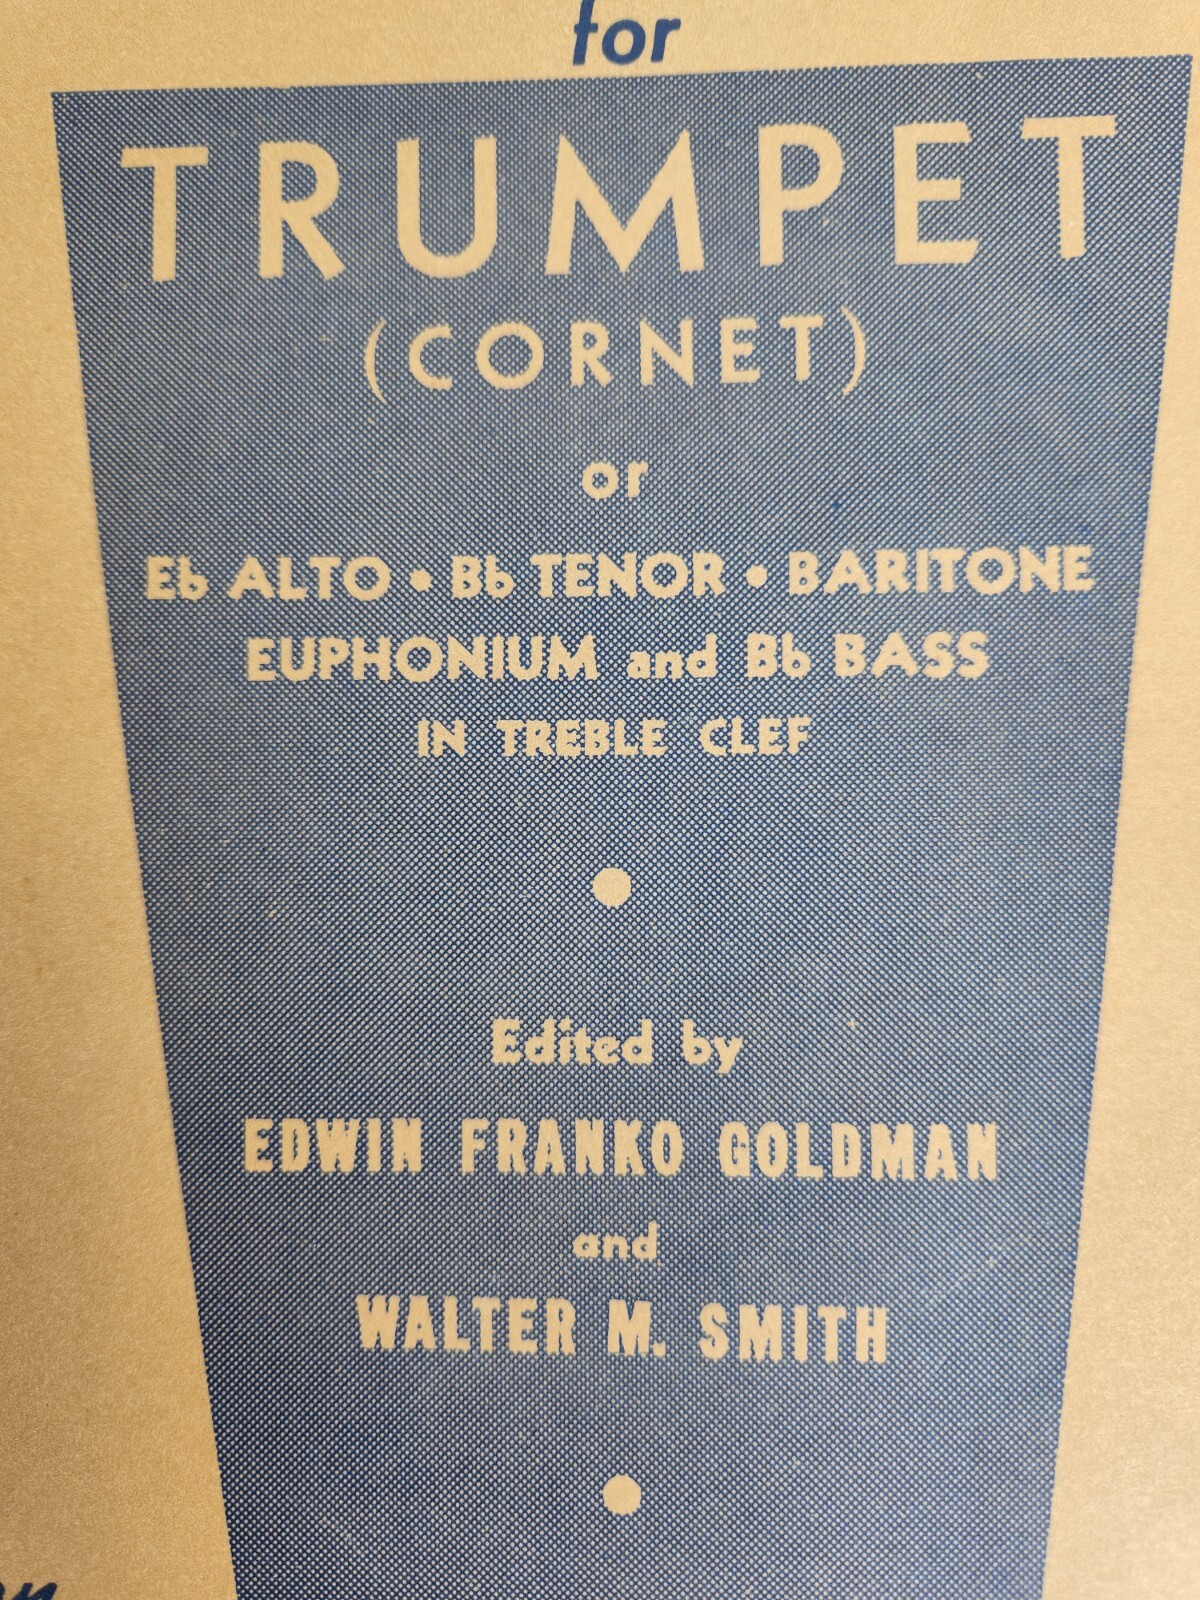 for
TRUMPET
(CORNET)
or
E♭ ALTO • B♭ TENOR • BARITONE
EUPHONIUM and B♭ BASS
IN TREBLE CLEF
Edited by
EDWIN FRANKO GOLDMAN
and
WALTER M. SMITH